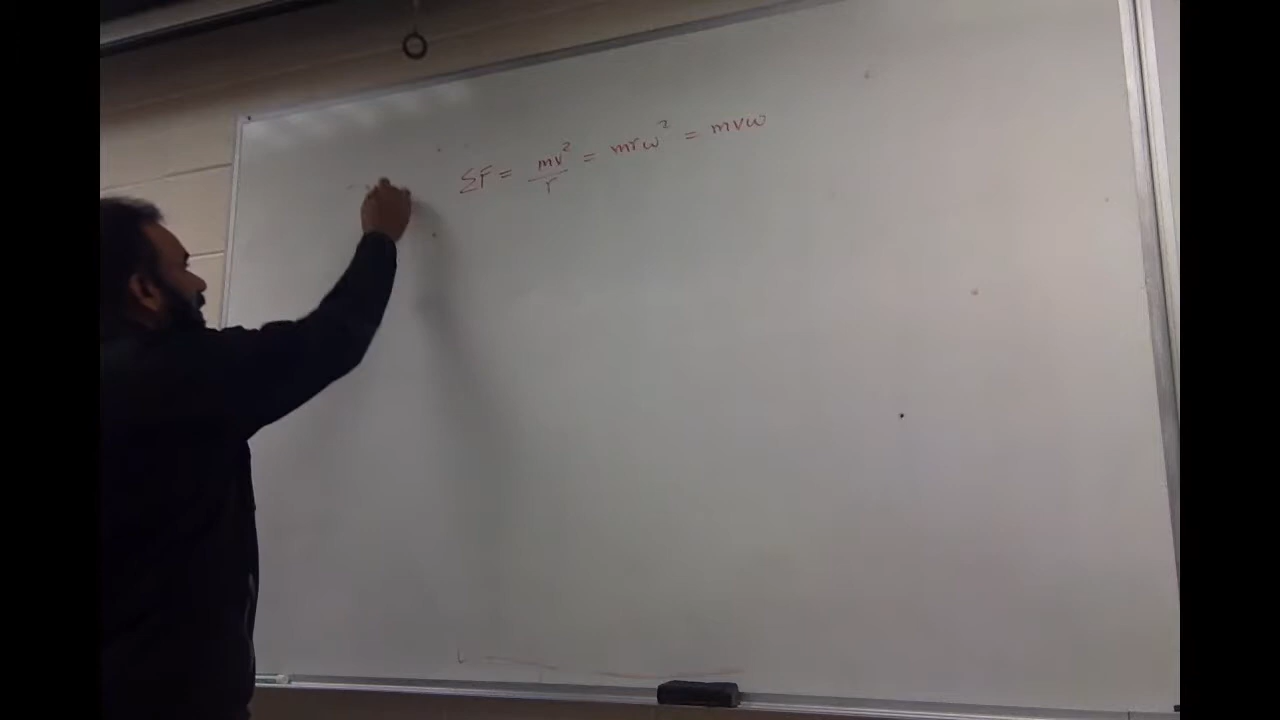 ΣF = mv²/r = mrω² = mvω